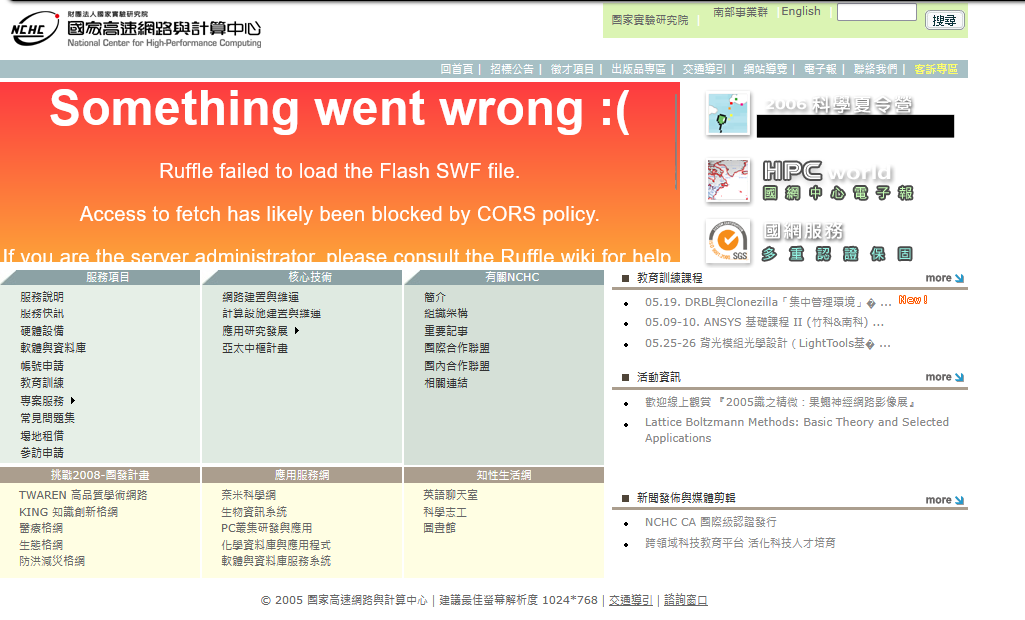 NCHC
財團法人國家實驗研究院
國家高速網路與計算中心
National Center for High-Performance Computing
國家實驗研究院 | 南部事業群 | English | 搜尋
回首頁 | 招標公告 | 徵才項目 | 出版品專區 | 交通導引 | 網站導覽 | 電子報 | 聯絡我們 | 客訴專區
Something went wrong :(
Ruffle failed to load the Flash SWF file.
Access to fetch has likely been blocked by CORS policy.
If you are the server administrator, please consult the Ruffle wiki for help
2006 科學夏令營
HPC world
國網中心電子報
SGS
國網服務
多重認證保固
服務項目
服務說明
服務快訊
硬體設備
軟體與資料庫
帳號申請
教育訓練
專案服務
常見問題集
場地租借
參訪申請
核心技術
網路建置與維運
計算設施建置與維運
應用研究發展
亞太中樞計畫
有關NCHC
簡介
組織架構
重要記事
國際合作聯盟
國內合作聯盟
相關連結
挑戰2008-國發計畫
TWAREN 高品質學術網路
KING 知識創新格網
醫療格網
生態格網
防洪減災格網
應用服務網
奈米科學網
生物資訊系統
PC叢集研發與應用
化學資料庫與應用程式
軟體與資料庫服務系統
知性生活網
英語聊天室
科學志工
圖書館
教育訓練課程 more
05.19. DRBL與Clonezilla「集中管理環境」� ... New!
05.09-10. ANSYS 基礎課程 II (竹科&南科) ...
05.25-26 背光模組光學設計 ( LightTools基� ...
活動資訊 more
歡迎線上觀賞 『2005識之精微：果蠅神經網路影像展』
Lattice Boltzmann Methods: Basic Theory and Selected
Applications
新聞發佈與媒體剪輯 more
NCHC CA 國際級認證發行
跨領域科技教育平台 活化科技人才培育
© 2005 國家高速網路與計算中心 | 建議最佳螢幕解析度 1024*768 | 交通導引 | 諮詢窗口